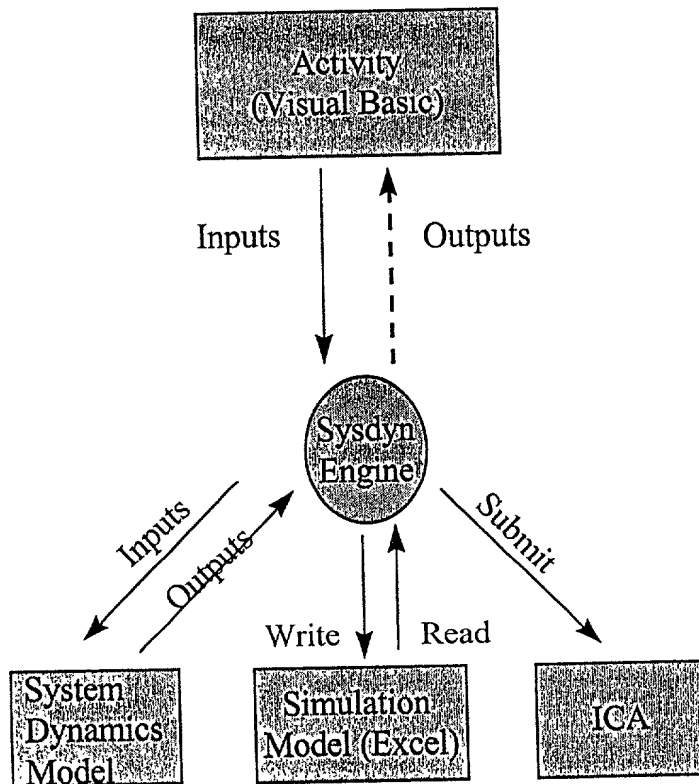 Activity
(Visual Basic)
Inputs
Outputs
Sysdyn
Engine
Inputs
Outputs
Submit
Write
Read
System
Dynamics
Model
Simulation
Model (Excel)
ICA